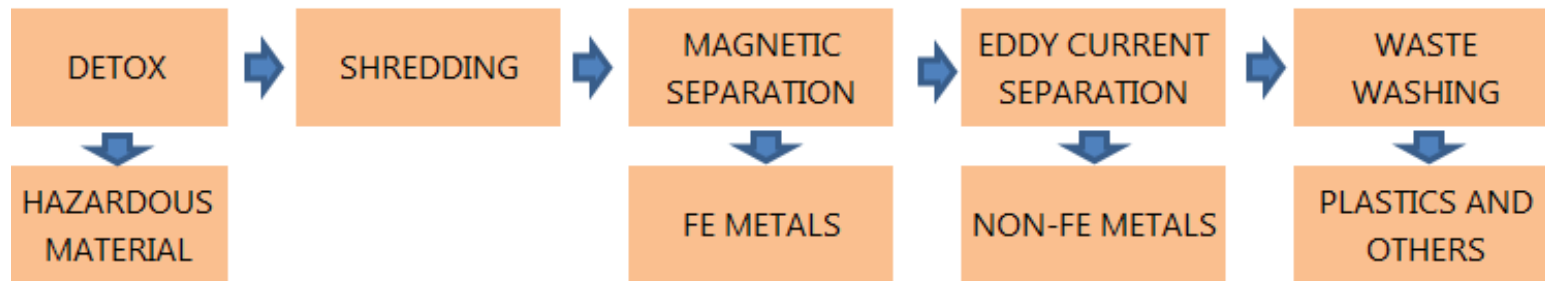 DETOX
SHREDDING
MAGNETIC
SEPARATION
EDDY CURRENT
SEPARATION
WASTE
WASHING
HAZARDOUS
MATERIAL
FE METALS
NON-FE METALS
PLASTICS AND
OTHERS